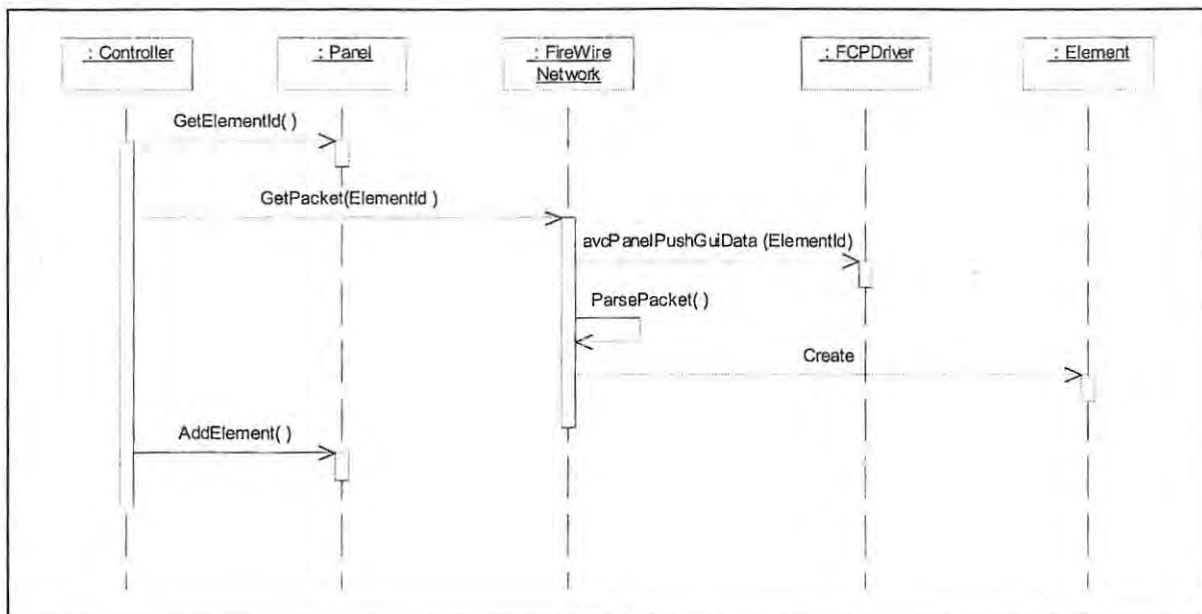 : Controller
: Panel
: FireWire
Network
: FCPDriver
: Element
GetElementId( )
GetPacket(ElementId )
avcPanelPushGuiData (ElementId)
ParsePacket( )
Create
AddElement( )